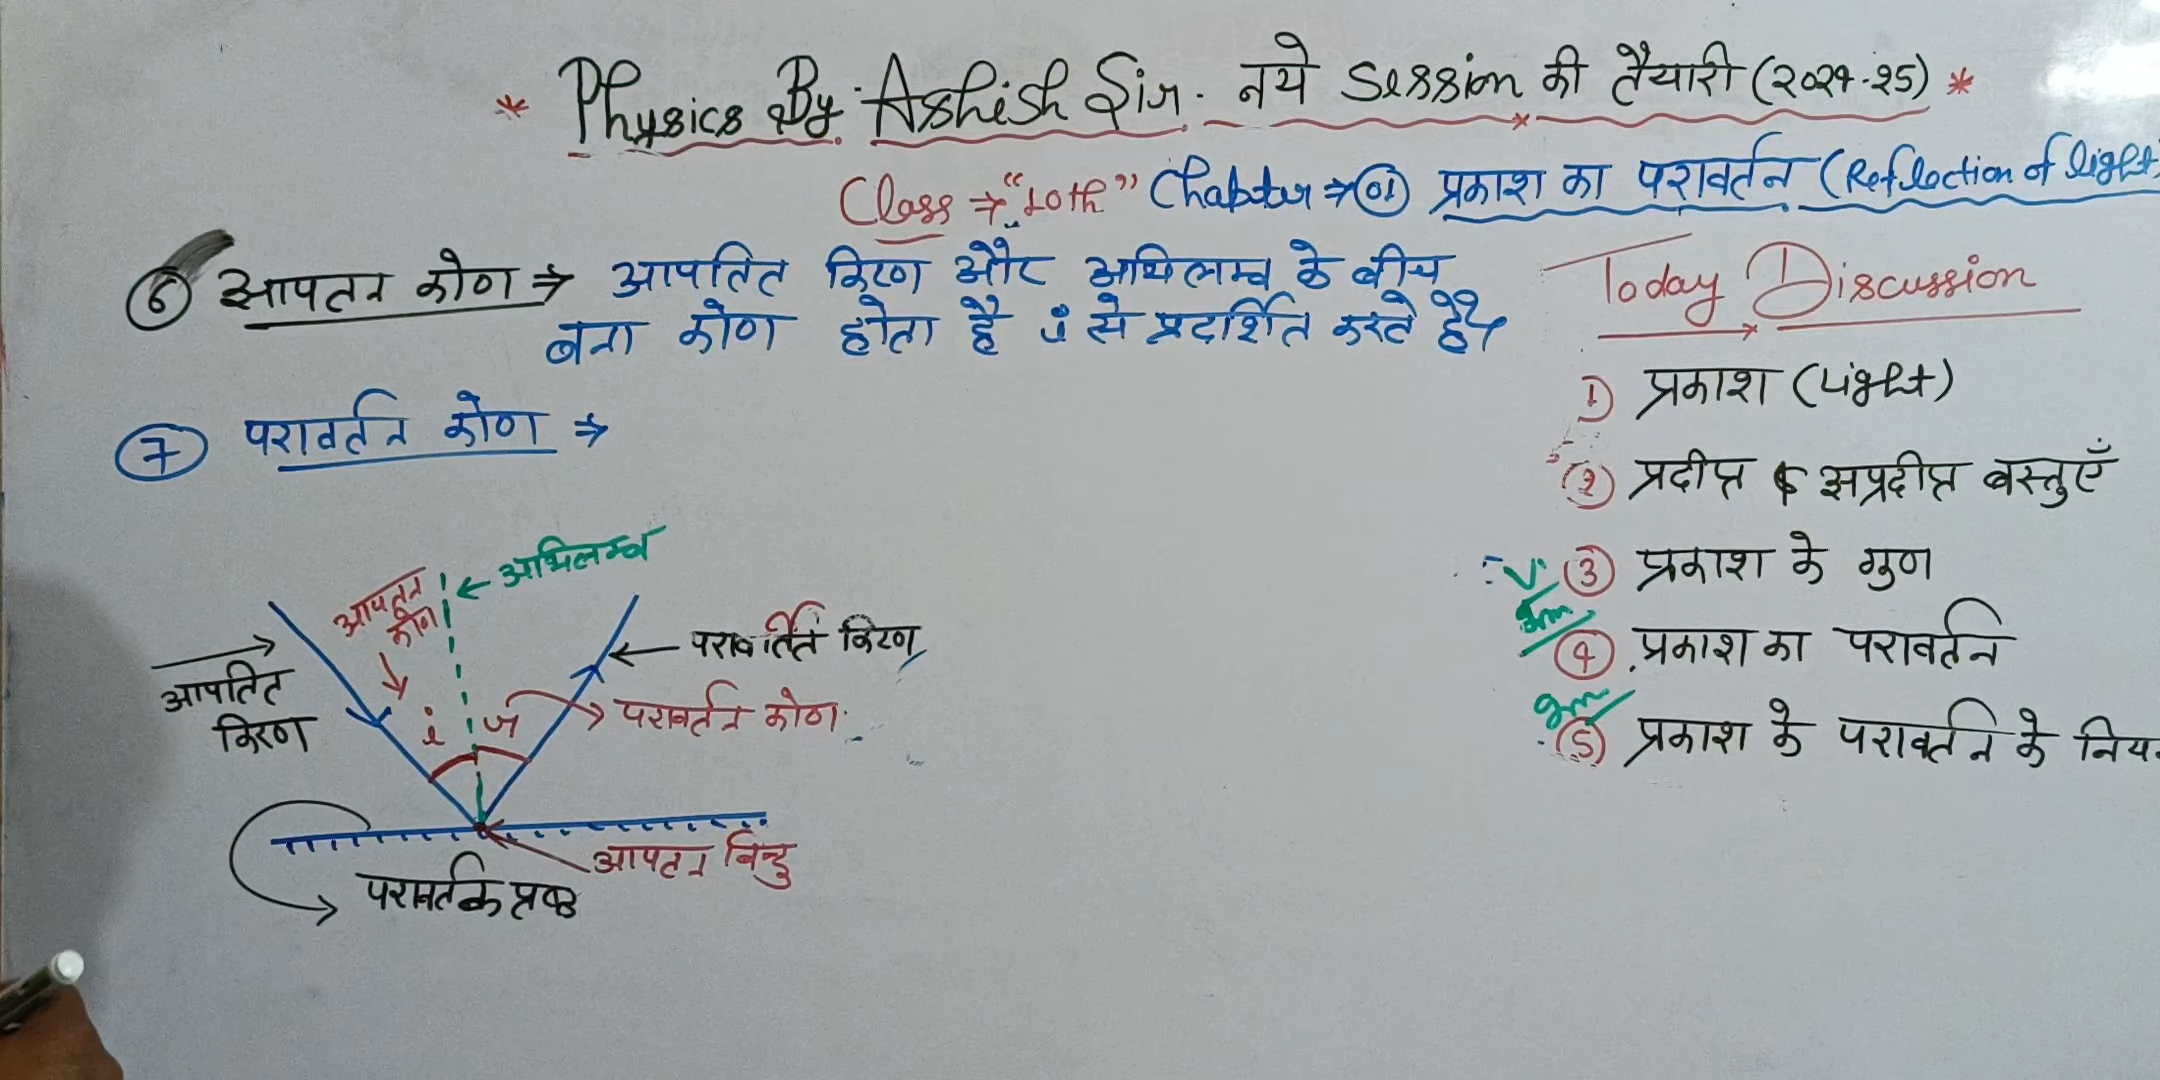 * Physics By Ashish Sir. नये Session की तैयारी (2024-25) *
Class → "10th" Chapter → 01 प्रकाश का परावर्तन (Reflection of light)
6 आपतन कोण ⇒ आपतित किरण और अभिलम्ब के बीच
बना कोण होता है i से प्रदर्शित करते है।
7 परावर्तन कोण ⇒
अभिलम्ब
आपतन
कोण
आपतित
किरण
परावर्तित किरण
परावर्तन कोण
i r
आपतन बिन्दु
परावर्तक प्रष्ठ
Today Discussion
1) प्रकाश (Light)
2) प्रदीप्त & अप्रदीप्त वस्तुएँ
3) प्रकाश के गुण
4) प्रकाश का परावर्तन
5) प्रकाश के परावर्तन के निय